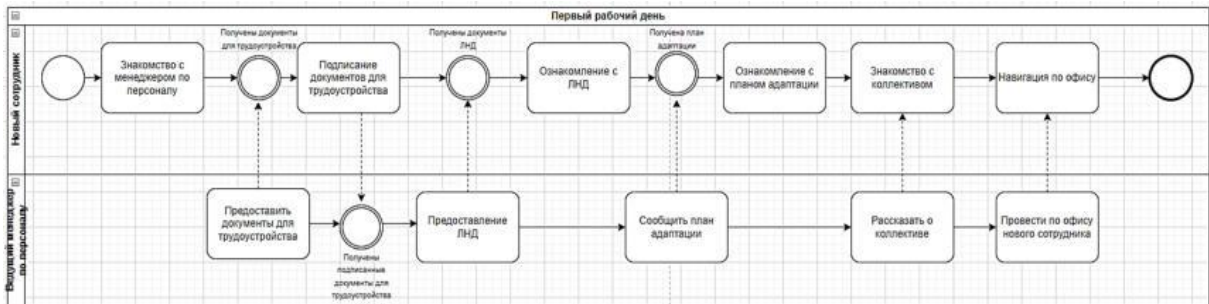 Первый рабочий день
Новый сотрудник
Знакомство с
менеджером по
персоналу
Получены документы
для трудоустройства
Подписание
документов для
трудоустройства
Получены документы
ЛНД
Ознакомление с
ЛНД
Получена план
адаптации
Ознакомление с
планом адаптации
Знакомство с
коллективом
Навигация по офису
Ведущий менеджер
по персоналу
Предоставить
документы для
трудоустройства
Получены
подписанные
документы для
трудоустройства
Предоставление
ЛНД
Сообщить план
адаптации
Рассказать о
коллективе
Провести по офису
нового сотрудника